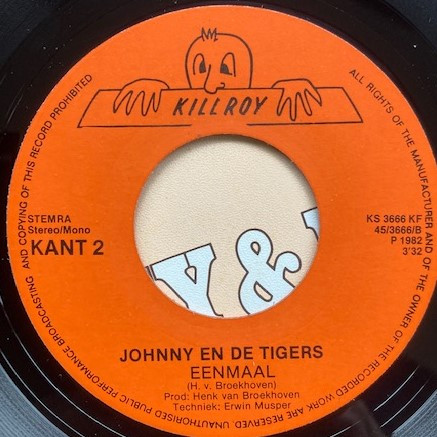 KILLROY
ALL RIGHTS OF THE MANUFACTURER AND OF THE OWNER OF THE RECORDED WORK RESERVED. UNAUTHORISED PUBLIC PERFORMANCE BROADCASTING AND COPYING OF THIS RECORD PROHIBITED
STEMRA
Stereo/Mono
KANT 2
KS 3666 KF
45/3666/B
P 1982
3'32
&
JOHNNY EN DE TIGERS
EENMAAL
(H. v. Broekhoven)
Prod: Henk van Broekhoven
Techniek: Erwin Musper